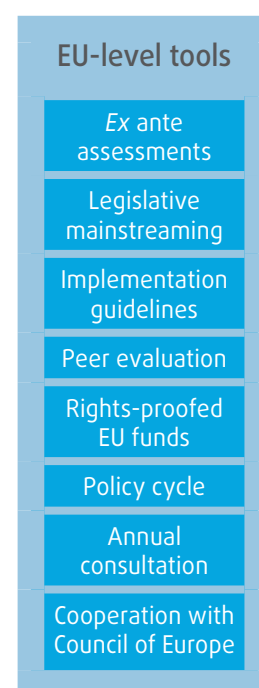 EU-level tools
Ex ante
assessments
Legislative
mainstreaming
Implementation
guidelines
Peer evaluation
Rights-proofed
EU funds
Policy cycle
Annual
consultation
Cooperation with
Council of Europe